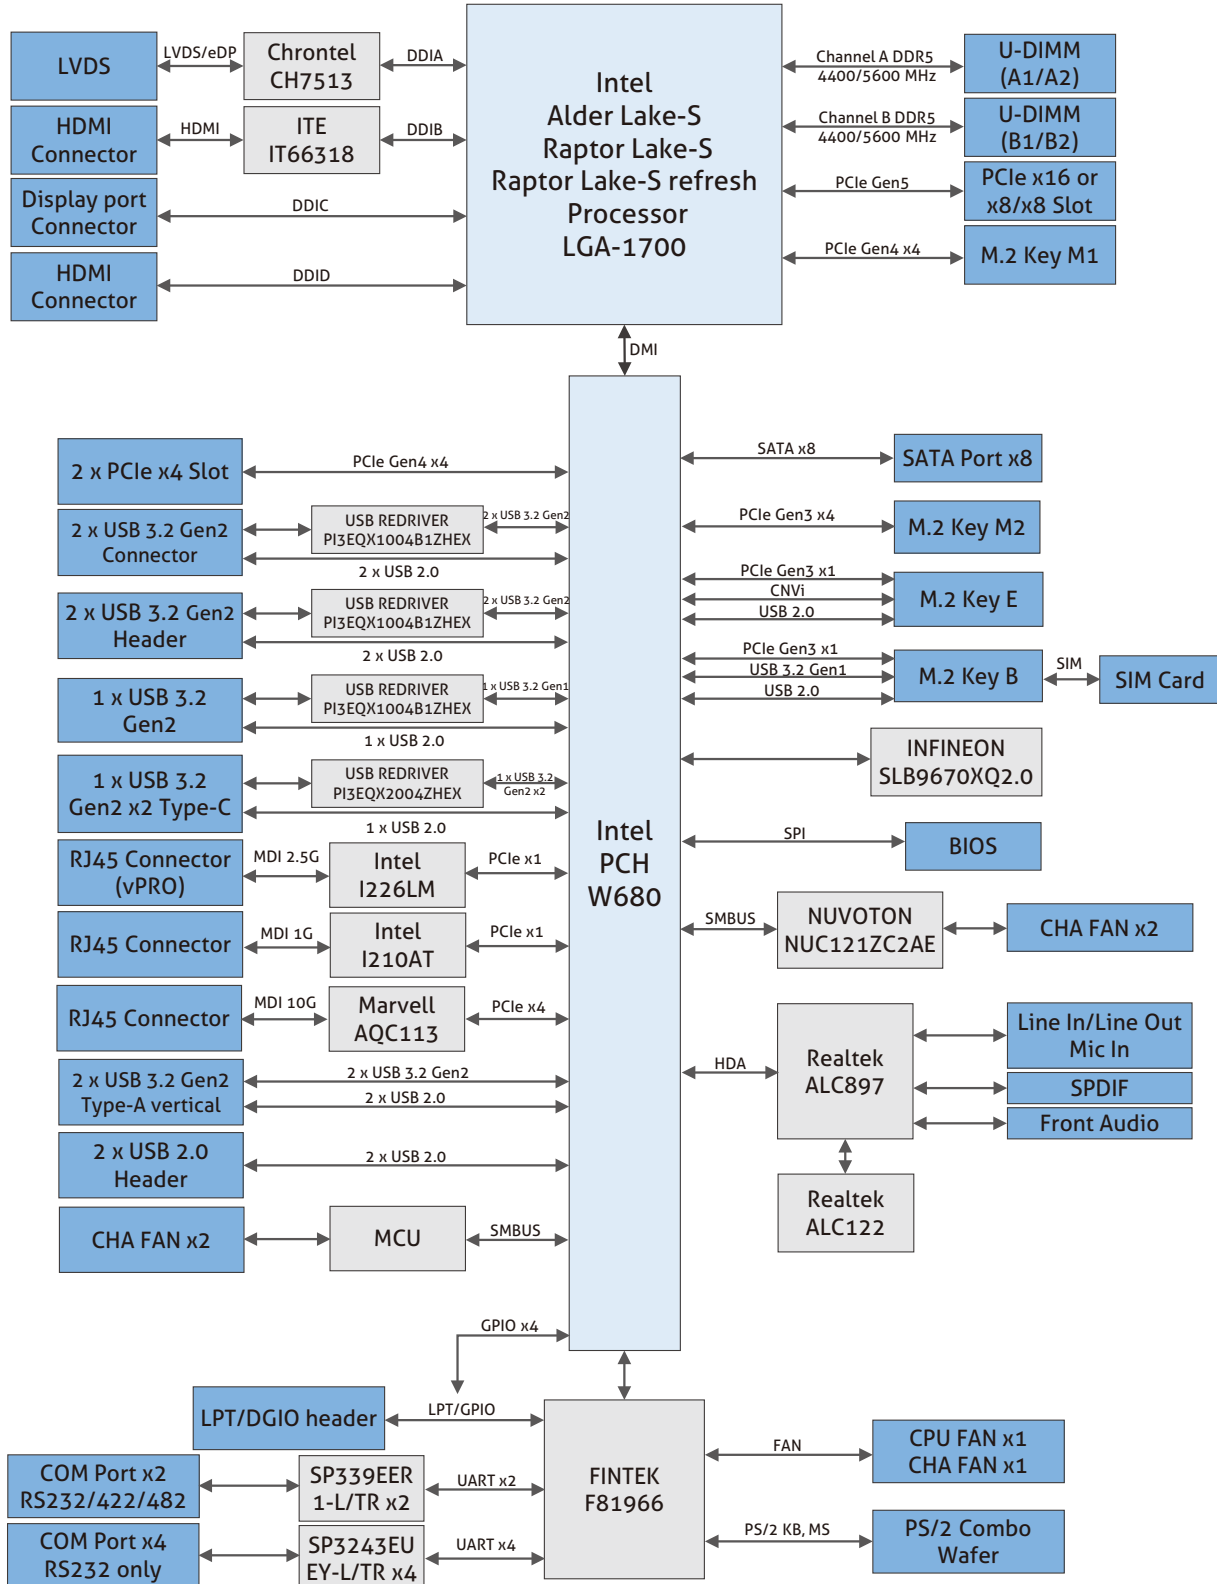 LVDS
LVDS/eDP
Chrontel
CH7513
DDIA
HDMI
Connector
HDMI
ITE
IT66318
DDIB
Display port
Connector
DDIC
HDMI
Connector
DDID
Intel
Alder Lake-S
Raptor Lake-S
Raptor Lake-S refresh
Processor
LGA-1700
Channel A DDR5
4400/5600 MHz
U-DIMM
(A1/A2)
Channel B DDR5
4400/5600 MHz
U-DIMM
(B1/B2)
PCIe Gen5
PCIe x16 or
x8/x8 Slot
PCIe Gen4 x4
M.2 Key M1
DMI
2 x PCIe x4 Slot
PCIe Gen4 x4
2 x USB 3.2 Gen2
Connector
USB REDRIVER
PI3EQX1004B1ZHEX
2 x USB 3.2 Gen2
2 x USB 2.0
2 x USB 3.2 Gen2
Header
USB REDRIVER
PI3EQX1004B1ZHEX
2 x USB 3.2 Gen2
2 x USB 2.0
1 x USB 3.2
Gen2
USB REDRIVER
PI3EQX1004B1ZHEX
1 x USB 3.2 Gen1
1 x USB 2.0
1 x USB 3.2
Gen2 x2 Type-C
USB REDRIVER
PI3EQX2004ZHEX
1 x USB 3.2
Gen2 x2
1 x USB 2.0
RJ45 Connector
(vPRO)
MDI 2.5G
Intel
I226LM
PCIe x1
RJ45 Connector
MDI 1G
Intel
I210AT
PCIe x1
RJ45 Connector
MDI 10G
Marvell
AQC113
PCIe x4
2 x USB 3.2 Gen2
Type-A vertical
2 x USB 3.2 Gen2
2 x USB 2.0
2 x USB 2.0
Header
2 x USB 2.0
CHA FAN x2
MCU
SMBUS
Intel
PCH
W680
SATA x8
SATA Port x8
PCIe Gen3 x4
M.2 Key M2
PCIe Gen3 x1
CNVi
USB 2.0
M.2 Key E
PCIe Gen3 x1
USB 3.2 Gen1
USB 2.0
M.2 Key B
SIM
SIM Card
INFINEON
SLB9670XQ2.0
SPI
BIOS
SMBUS
NUVOTON
NUC121ZC2AE
CHA FAN x2
HDA
Realtek
ALC897
Line In/Line Out
Mic In
SPDIF
Front Audio
Realtek
ALC122
GPIO x4
LPT/DGIO header
LPT/GPIO
COM Port x2
RS232/422/482
SP339EER
1-L/TR x2
UART x2
COM Port x4
RS232 only
SP3243EU
EY-L/TR x4
UART x4
FINTEK
F81966
FAN
CPU FAN x1
CHA FAN x1
PS/2 KB, MS
PS/2 Combo
Wafer